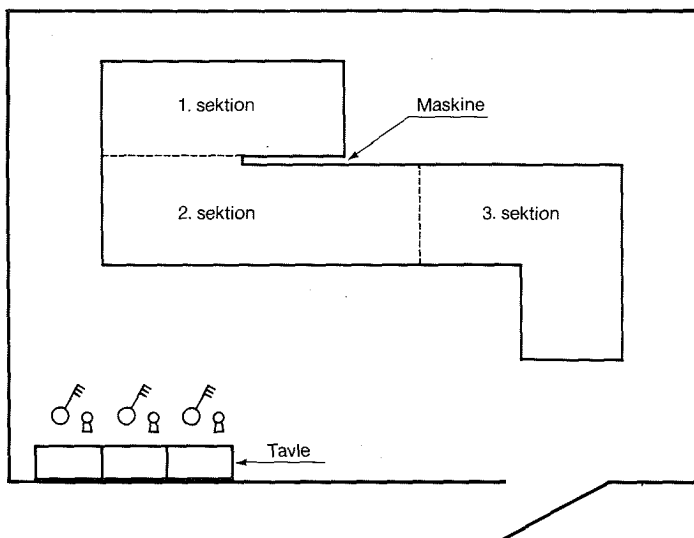 1. sektion
Maskine
2. sektion
3. sektion
Tavle